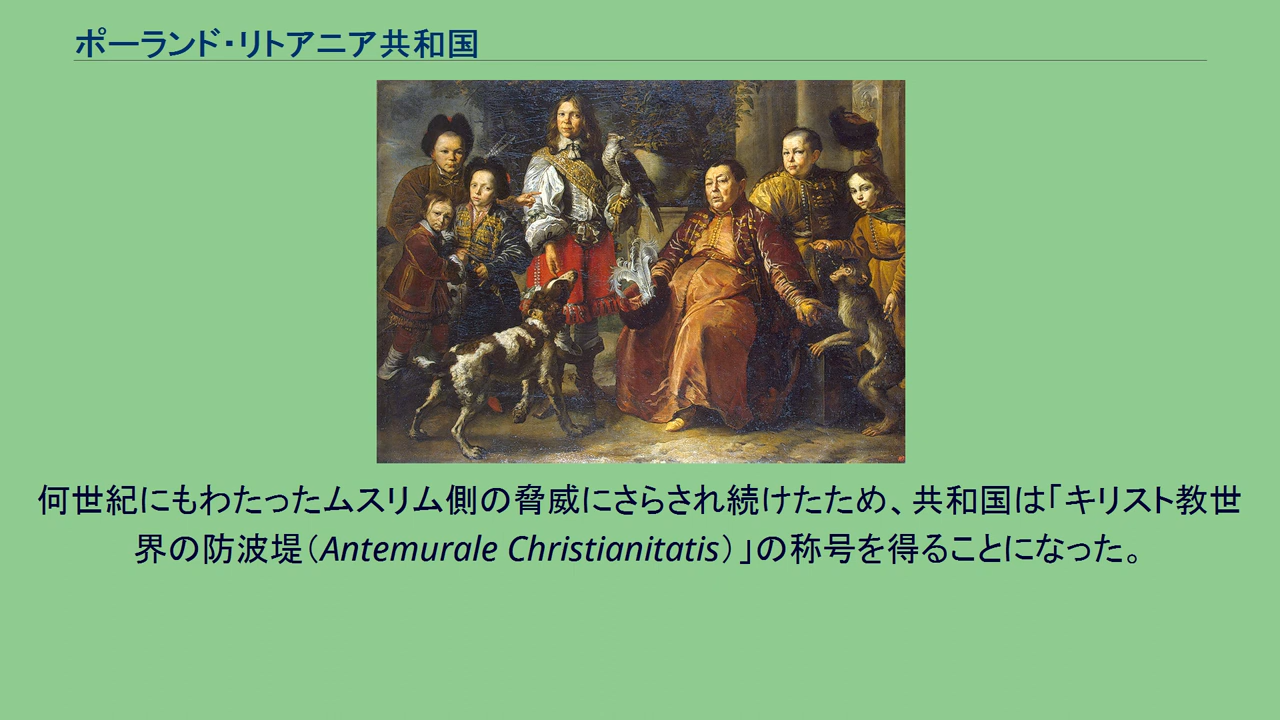 ポーランド・リトアニア共和国
何世紀にもわたったムスリム側の脅威にさらされ続けたため、共和国は「キリスト教世
界の防波堤（Antemurale Christianitatis）」の称号を得ることになった。